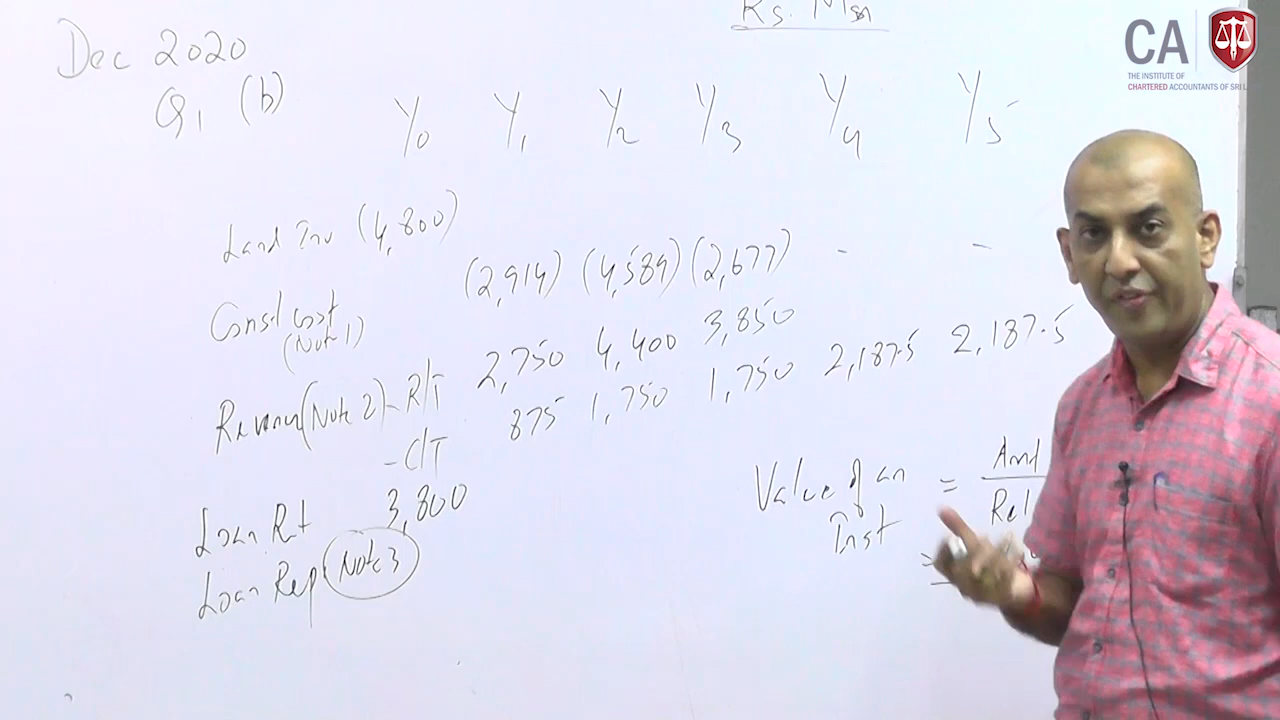 Rs. Mn
CA
THE INSTITUTE OF
CHARTERED ACCOUNTANTS OF SRI L
Dec 2020
Q1 (b)
Y0 Y1 Y2 Y3 Y4 Y5
Land Inv (4,800)
Const cost (2,914) (4,589) (2,677) - -
(Note 1)
Revenue (Note 2) - R/T 2,750 4,400 3,850
- C/T 875 1,750 1,750 2,187.5 2,187.5
Loan Rct 3,800
Loan Rep Note 3
Value of an = Aml
Inst